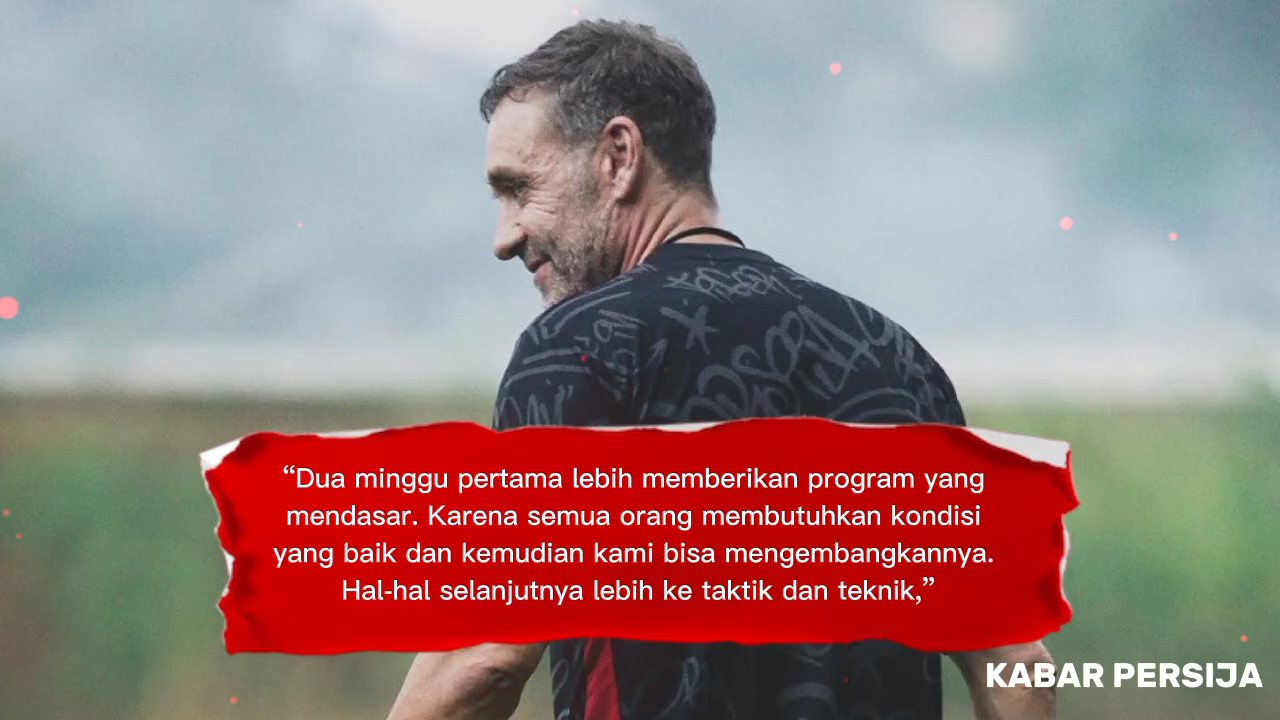 “Dua minggu pertama lebih memberikan program yang
mendasar. Karena semua orang membutuhkan kondisi
yang baik dan kemudian kami bisa mengembangkannya.
Hal-hal selanjutnya lebih ke taktik dan teknik,”
KABAR PERSIJA